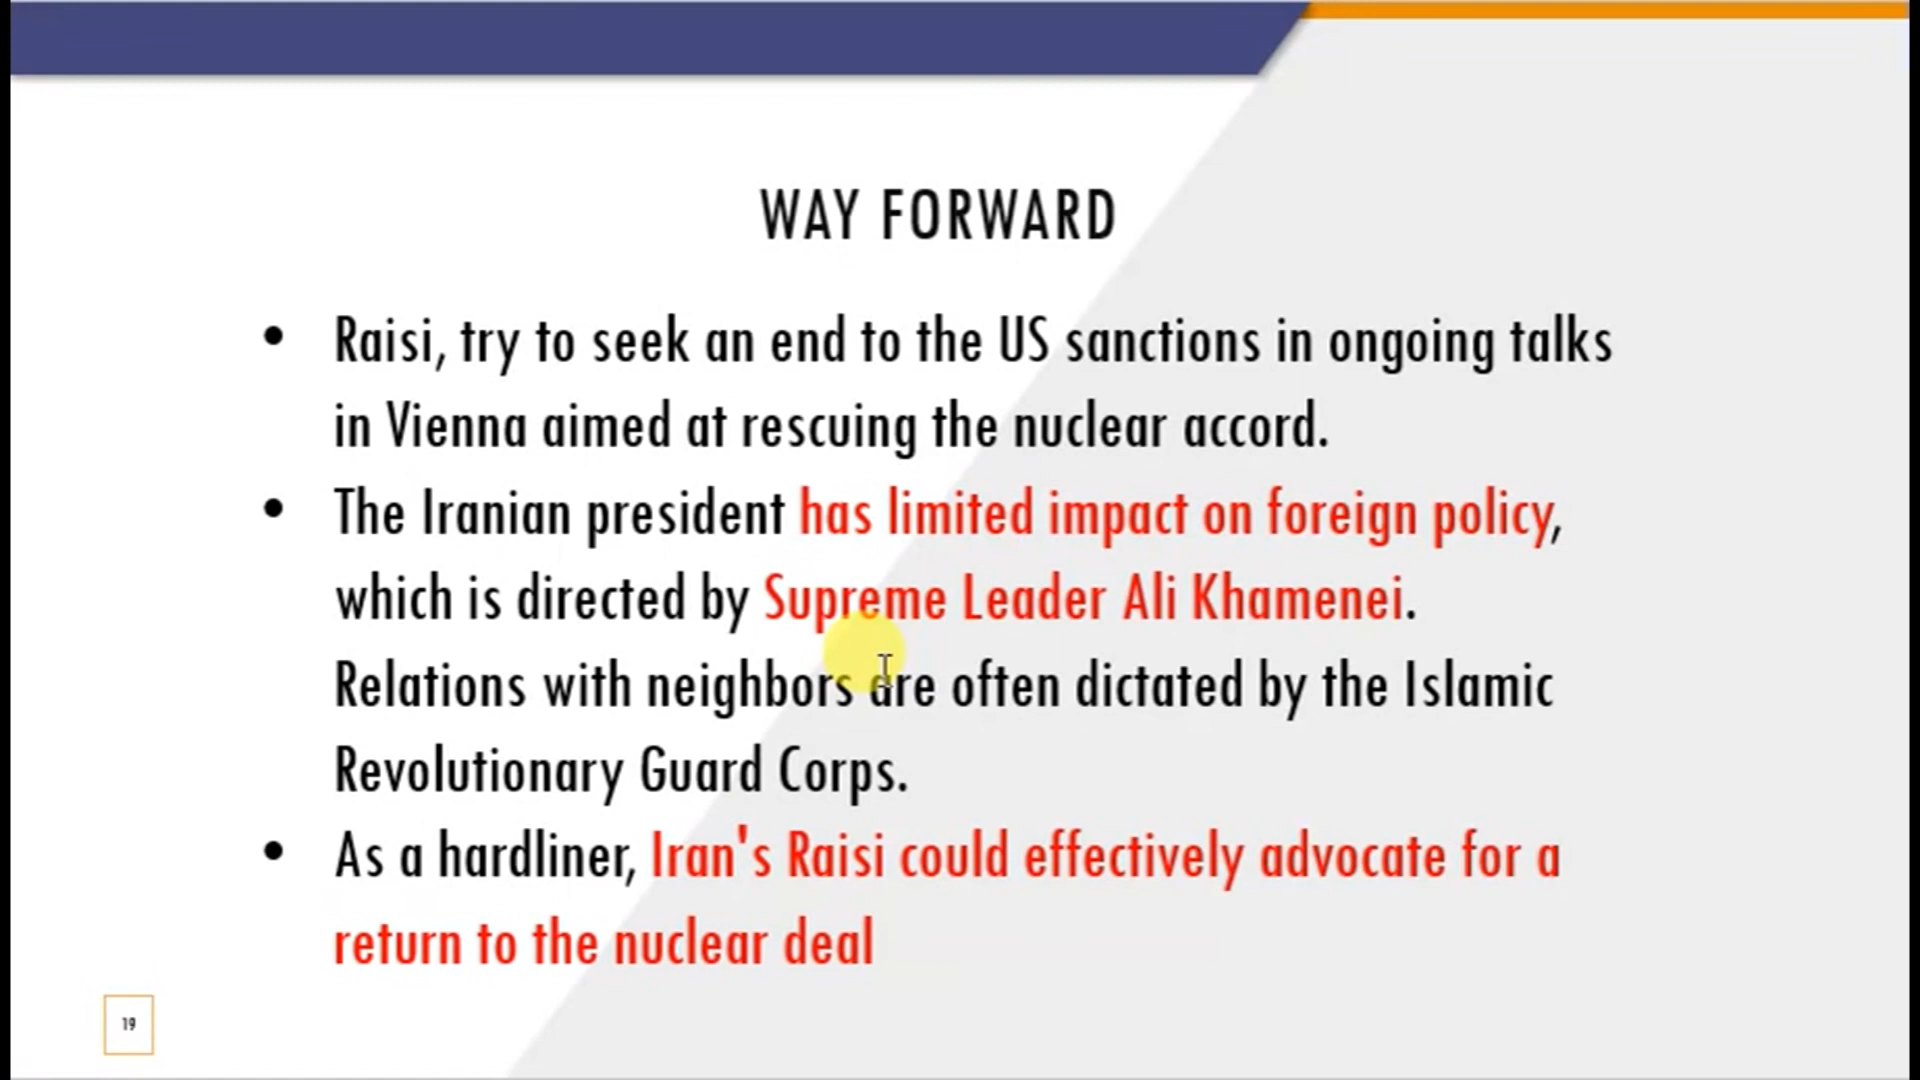 WAY FORWARD
• Raisi, try to seek an end to the US sanctions in ongoing talks
in Vienna aimed at rescuing the nuclear accord.
• The Iranian president has limited impact on foreign policy,
which is directed by Supreme Leader Ali Khamenei.
Relations with neighbors are often dictated by the Islamic
Revolutionary Guard Corps.
• As a hardliner, Iran's Raisi could effectively advocate for a
return to the nuclear deal
19